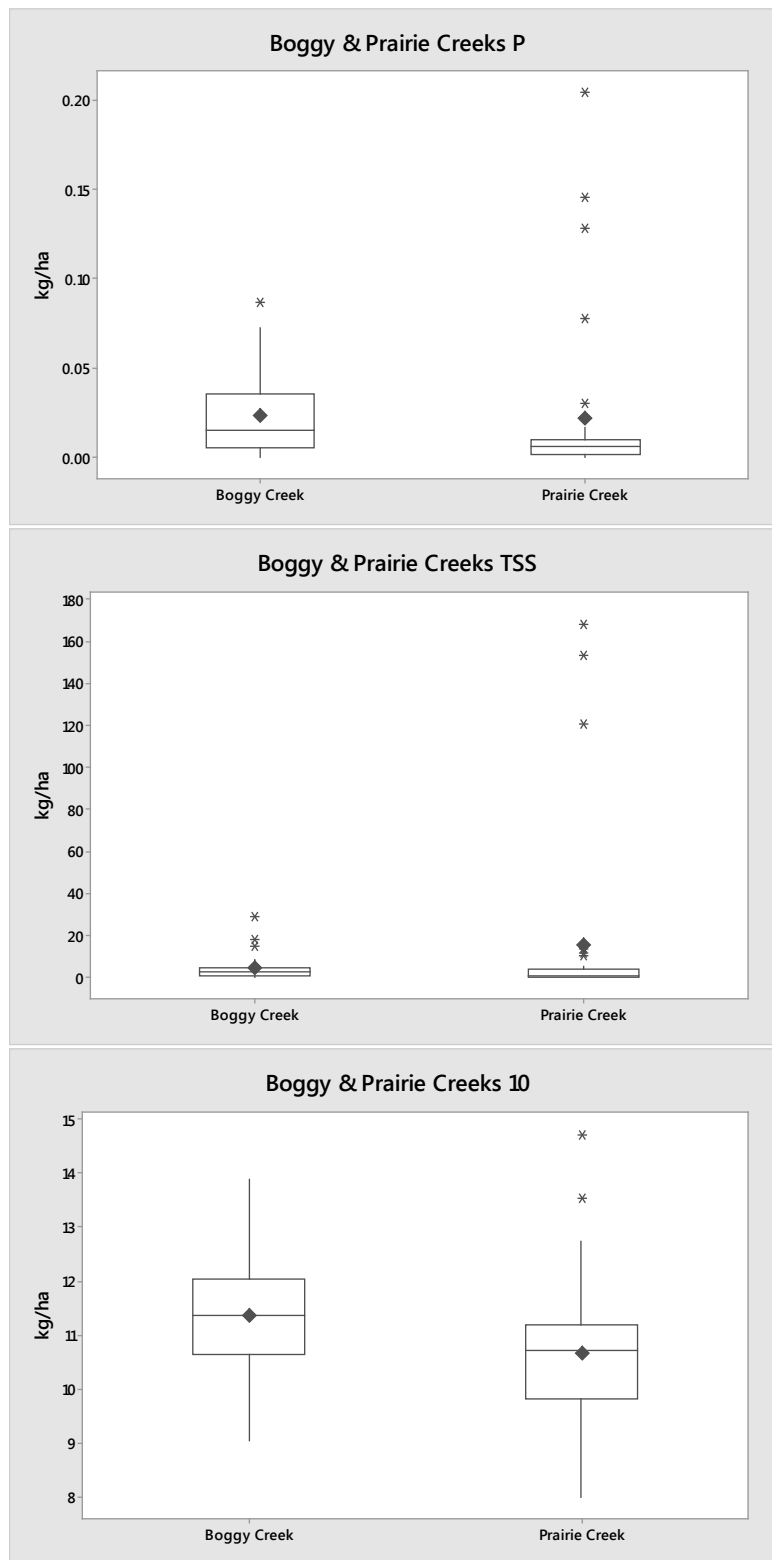 Boggy & Prairie Creeks P
kg/ha
0.20
0.15
0.10
0.05
0.00
Boggy Creek Prairie Creek
Boggy & Prairie Creeks TSS
kg/ha
180
160
140
120
100
80
60
40
20
0
Boggy Creek Prairie Creek
Boggy & Prairie Creeks 10
kg/ha
15
14
13
12
11
10
9
8
Boggy Creek Prairie Creek